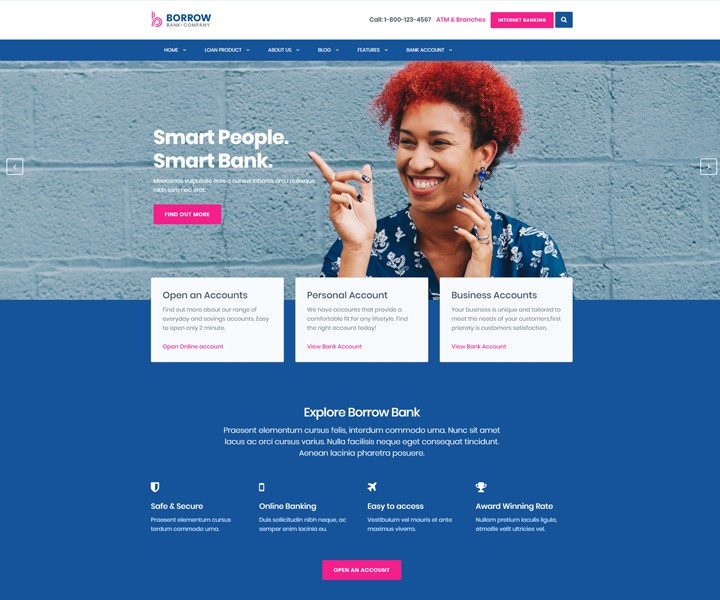 BORROW
BANK-COMPANY
Call: 1-800-123-4567 ATM & Branches INTERNET BANKING
HOME LOAN PRODUCT ABOUT US BLOG FEATURES BANK ACCOUNT
Smart People.
Smart Bank.
Maecenas vulputate eros a cursus lobortis arcu nulisque
nibh sem nec erat.
FIND OUT MORE
Open an Accounts
Find out more about our range of
everyday and savings accounts. Easy
to open only 2 minute.
Open Online account
Personal Account
We have accounts that provide a
comfortable fit for any lifestyle. Find
the right account today!
View Bank Account
Business Accounts
Your business is unique and tailored to
meet the needs of your customers,first
prioraty is customers satisfaction.
View Bank Account
Explore Borrow Bank
Praesent elementum cursus felis, interdum commodo urna. Nunc sit amet
lacus ac orci cursus varius. Nulla facilisis neque eget consequat tincidunt.
Aenean lacinia pharetra posuere.
Safe & Secure
Praesent elementum cursus
terdum commodo urna.
Online Banking
Duis sollicitudin nibh neque, ac
semper enim lacinia eu.
Easy to access
Vestibulum vel mauris et ante
maximus viverra.
Award Winning Rate
Nullam pretium iaculis ligula,
etmollis velit ultricies vel.
OPEN AN ACCOUNT